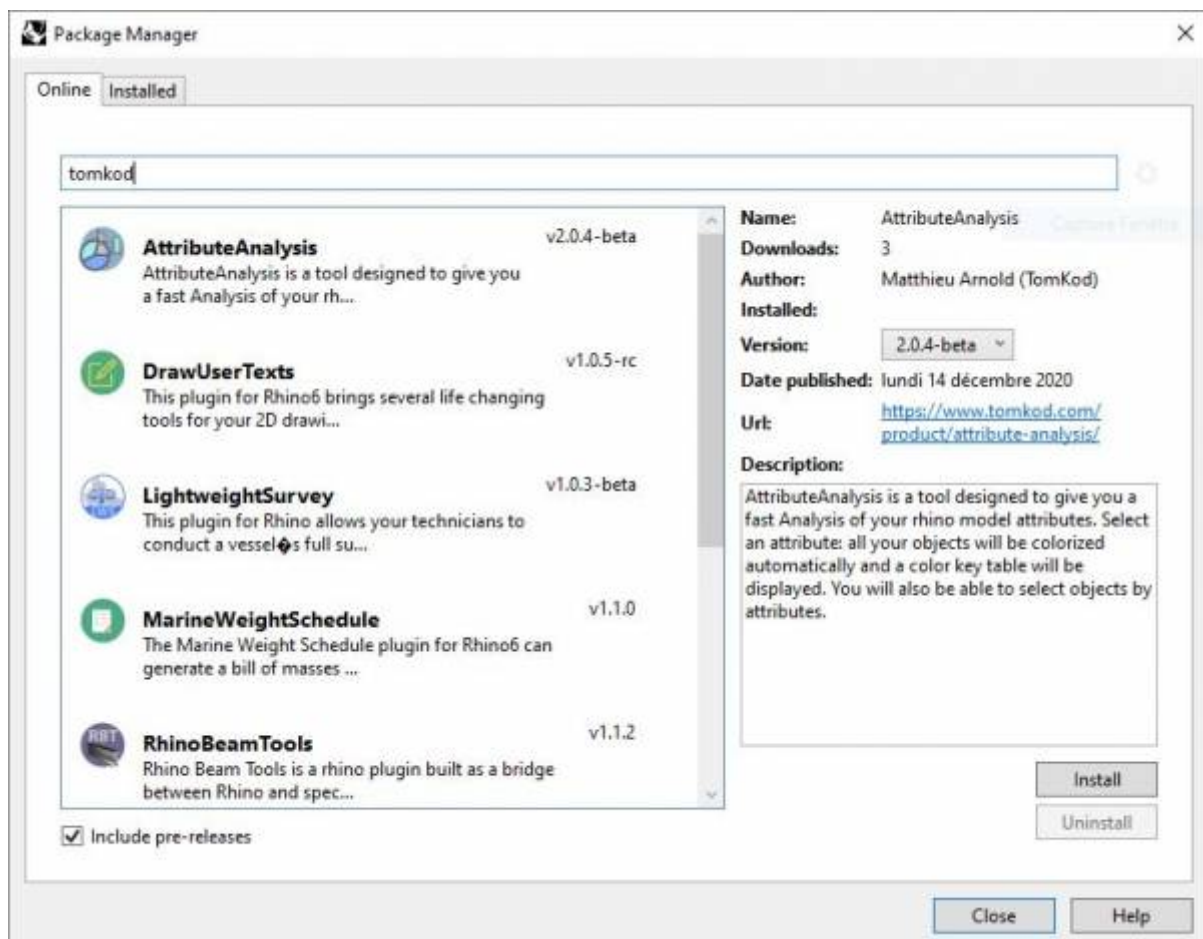 Package Manager
Online Installed
tomkod
AttributeAnalysis v2.0.4-beta
AttributeAnalysis is a tool designed to give you
a fast Analysis of your rh...
DrawUserTexts v1.0.5-rc
This plugin for Rhino6 brings several life changing
tools for your 2D drawi...
LightweightSurvey v1.0.3-beta
This plugin for Rhino allows your technicians to
conduct a vessel�s full su...
MarineWeightSchedule v1.1.0
The Marine Weight Schedule plugin for Rhino6 can
generate a bill of masses ...
RBT
RhinoBeamTools v1.1.2
Rhino Beam Tools is a rhino plugin built as a bridge
between Rhino and spec...
Include pre-releases
Name: AttributeAnalysis
Downloads: 3
Author: Matthieu Arnold (TomKod)
Installed:
Version: 2.0.4-beta
Date published: lundi 14 décembre 2020
Url: https://www.tomkod.com/
product/attribute-analysis/
Description:
AttributeAnalysis is a tool designed to give you a
fast Analysis of your rhino model attributes. Select
an attribute: all your objects will be colorized
automatically and a color key table will be
displayed. You will also be able to select objects by
attributes.
Install
Uninstall
Close Help